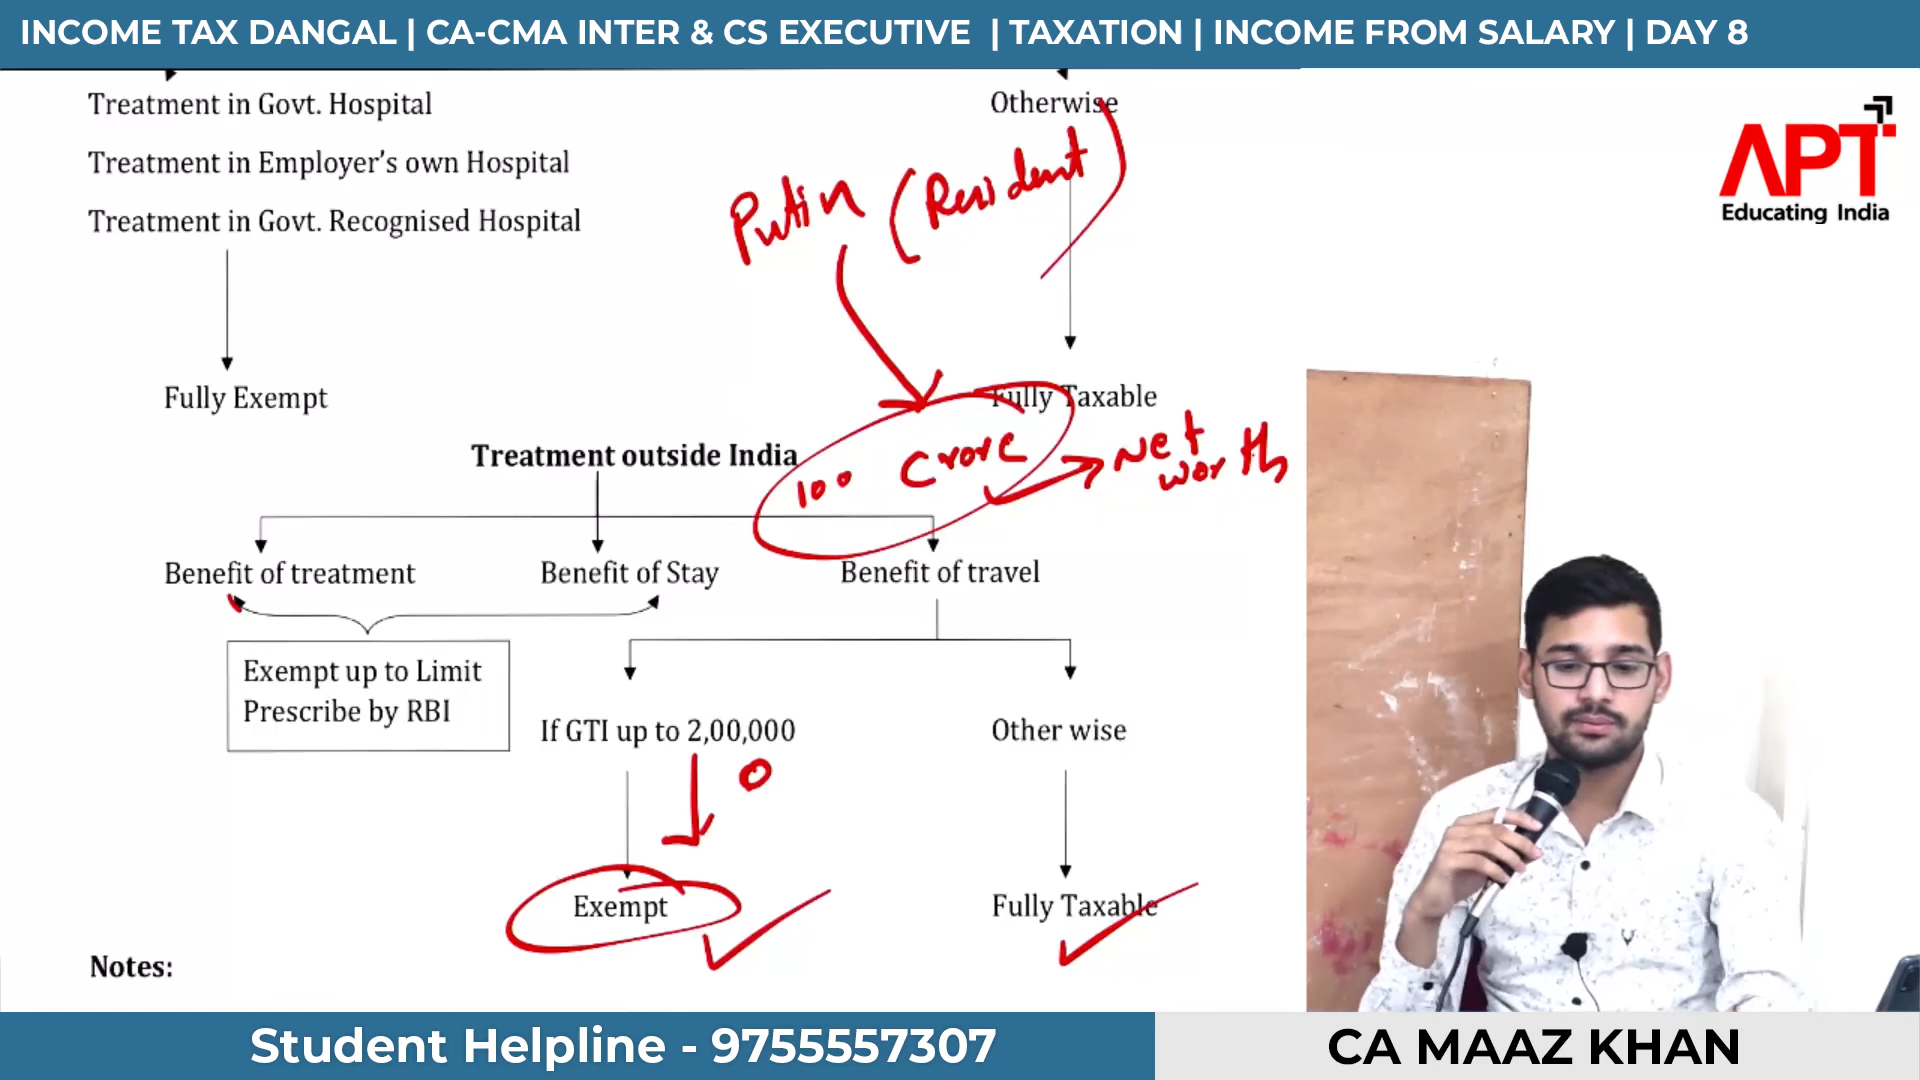 INCOME TAX DANGAL | CA-CMA INTER & CS EXECUTIVE | TAXATION | INCOME FROM SALARY | DAY 8
Treatment in Govt. Hospital
Otherwise
Treatment in Employer's own Hospital
Treatment in Govt. Recognised Hospital
Putin (Resident)
APT
Educating India
Fully Exempt
Fully Taxable
Treatment outside India
100 Crore
Net
worth
Benefit of treatment
Benefit of Stay
Benefit of travel
Exempt up to Limit
Prescribe by RBI
If GTI up to 2,00,000
Other wise
0
Exempt
Fully Taxable
Notes:
Student Helpline - 9755557307
CA MAAZ KHAN